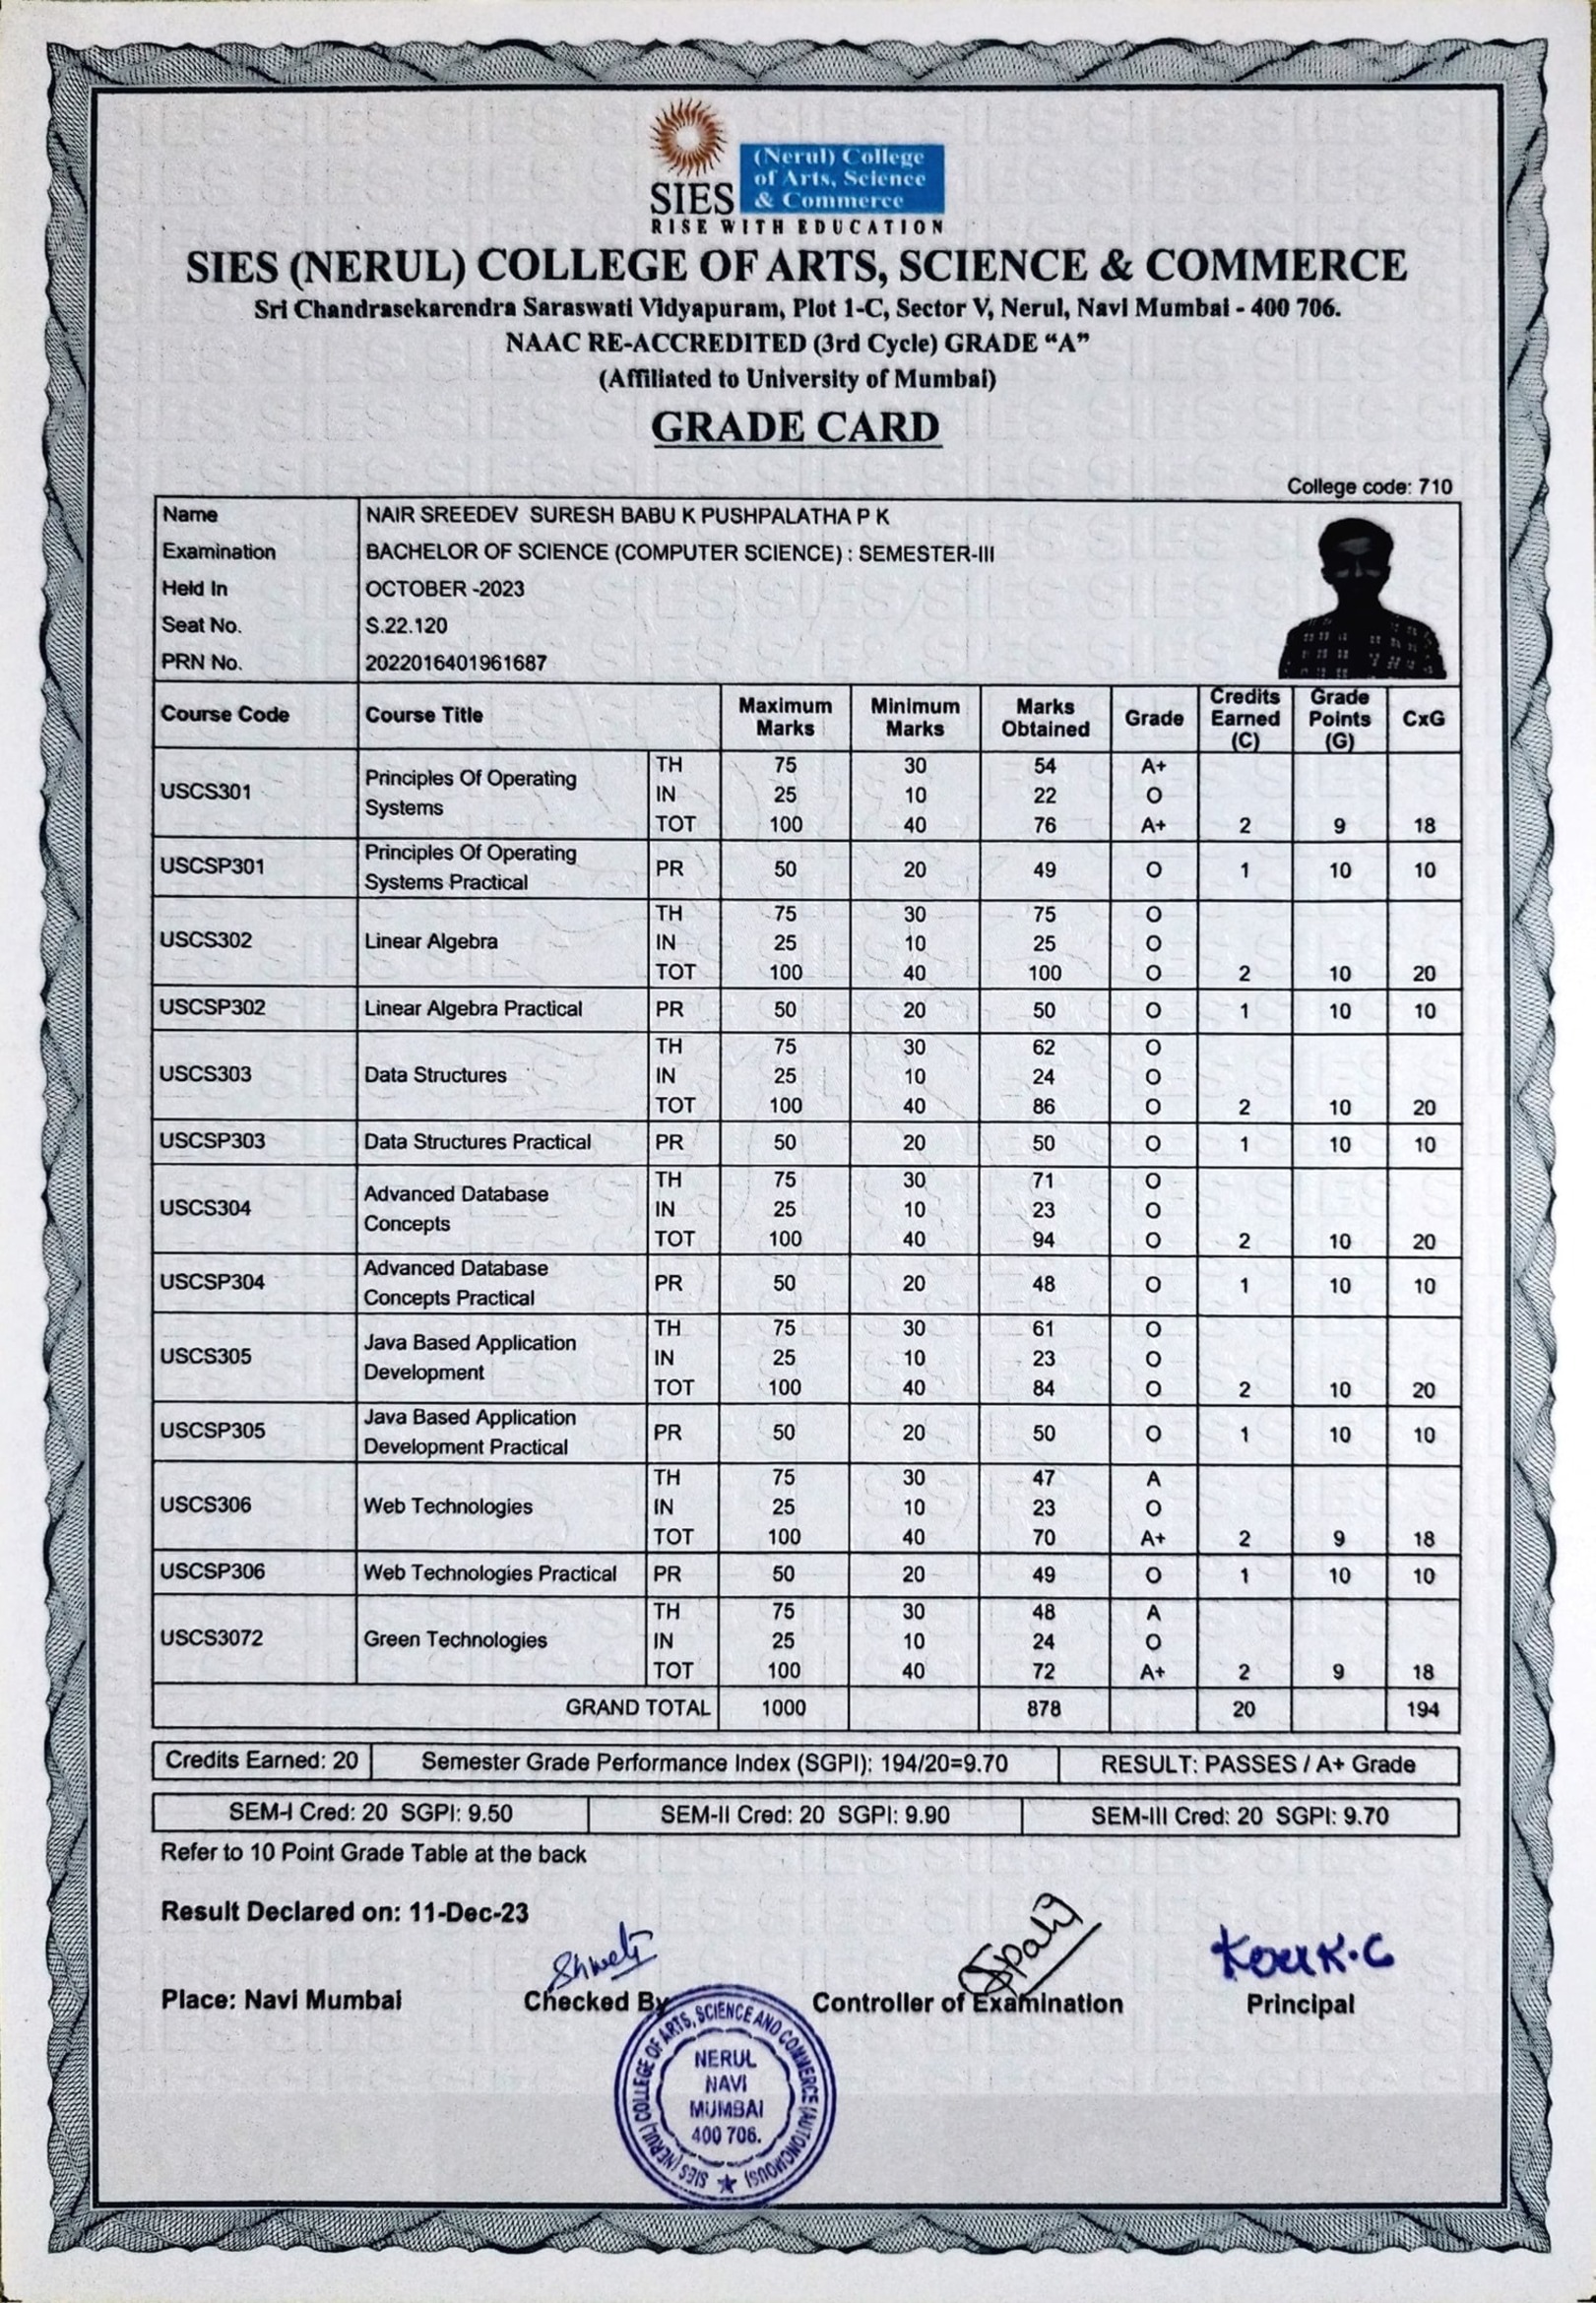 (Nerul) College
of Arts, Science
& Commerce
SIES
RISE WITH EDUCATION
SIES (NERUL) COLLEGE OF ARTS, SCIENCE & COMMERCE
Sri Chandrasekarendra Saraswati Vidyapuram, Plot 1-C, Sector V, Nerul, Navi Mumbai - 400 706.
NAAC RE-ACCREDITED (3rd Cycle) GRADE “A”
(Affiliated to University of Mumbai)
GRADE CARD
College code: 710
Name NAIR SREEDEV SURESH BABU K PUSHPALATHA P K
Examination BACHELOR OF SCIENCE (COMPUTER SCIENCE) : SEMESTER-III
Held In OCTOBER -2023
Seat No. S.22.120
PRN No. 2022016401961687
Course Code Course Title Maximum Marks Minimum Marks Marks Obtained Grade Credits Earned (C) Grade Points (G) CxG
USCS301 Principles Of Operating Systems TH 75 30 54 A+
IN 25 10 22 O
TOT 100 40 76 A+ 2 9 18
USCSP301 Principles Of Operating Systems Practical PR 50 20 49 O 1 10 10
USCS302 Linear Algebra TH 75 30 75 O
IN 25 10 25 O
TOT 100 40 100 O 2 10 20
USCSP302 Linear Algebra Practical PR 50 20 50 O 1 10 10
USCS303 Data Structures TH 75 30 62 O
IN 25 10 24 O
TOT 100 40 86 O 2 10 20
USCSP303 Data Structures Practical PR 50 20 50 O 1 10 10
USCS304 Advanced Database Concepts TH 75 30 71 O
IN 25 10 23 O
TOT 100 40 94 O 2 10 20
USCSP304 Advanced Database Concepts Practical PR 50 20 48 O 1 10 10
USCS305 Java Based Application Development TH 75 30 61 O
IN 25 10 23 O
TOT 100 40 84 O 2 10 20
USCSP305 Java Based Application Development Practical PR 50 20 50 O 1 10 10
USCS306 Web Technologies TH 75 30 47 A
IN 25 10 23 O
TOT 100 40 70 A+ 2 9 18
USCSP306 Web Technologies Practical PR 50 20 49 O 1 10 10
USCS3072 Green Technologies TH 75 30 48 A
IN 25 10 24 O
TOT 100 40 72 A+ 2 9 18
GRAND TOTAL 1000 878 20 194
Credits Earned: 20 Semester Grade Performance Index (SGPI): 194/20=9.70 RESULT: PASSES / A+ Grade
SEM-I Cred: 20 SGPI: 9.50 SEM-II Cred: 20 SGPI: 9.90 SEM-III Cred: 20 SGPI: 9.70
Refer to 10 Point Grade Table at the back
Result Declared on: 11-Dec-23
Place: Navi Mumbai Checked By Controller of Examination Principal
SIES (NERUL) COLLEGE OF ARTS, SCIENCE AND COMMERCE (AUTONOMOUS)
NERUL
NAVI
MUMBAI
400 706.